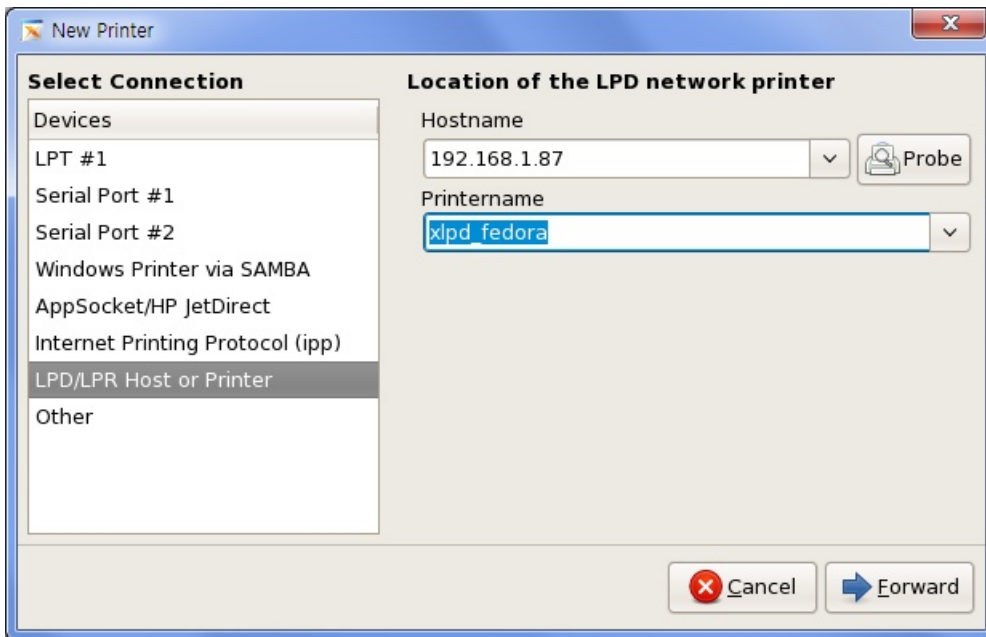 New Printer
Select Connection
Devices
LPT #1
Serial Port #1
Serial Port #2
Windows Printer via SAMBA
AppSocket/HP JetDirect
Internet Printing Protocol (ipp)
LPD/LPR Host or Printer
Other
Location of the LPD network printer
Hostname
192.168.1.87
Probe
Printername
xlpd_fedora
Cancel
Forward